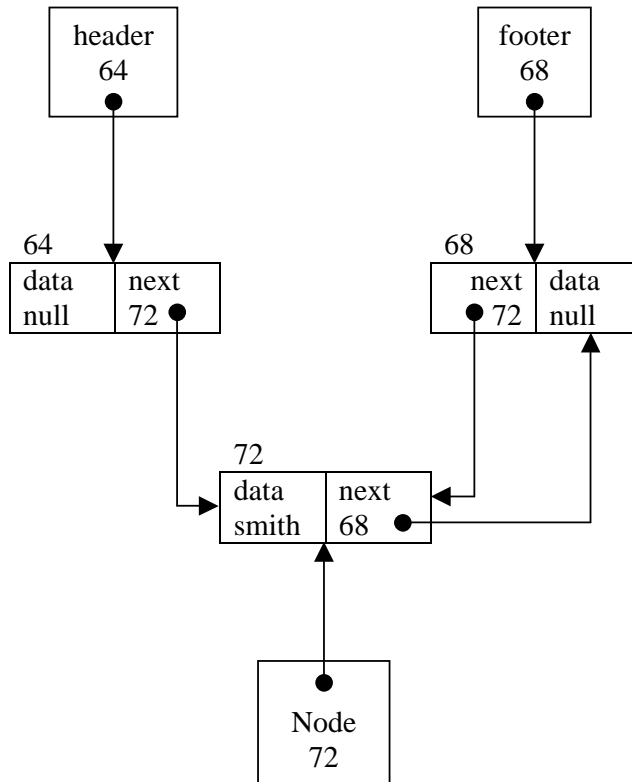 header
64
footer
68
64
data
null
next
72
68
next
72
data
null
72
data
smith
next
68
Node
72